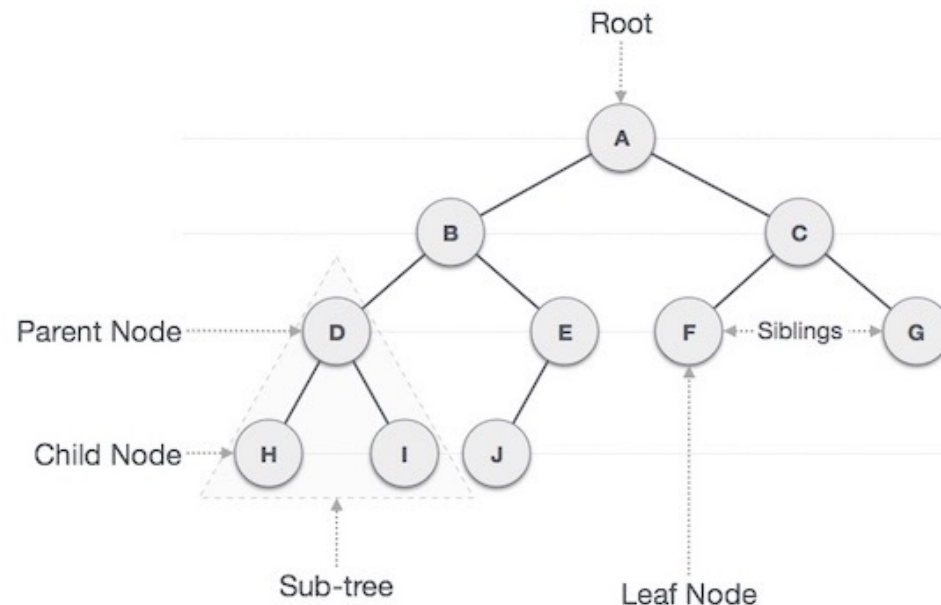 Root
A
B
C
Parent Node
D
E
F
Siblings
G
Child Node
H
I
J
Sub-tree
Leaf Node